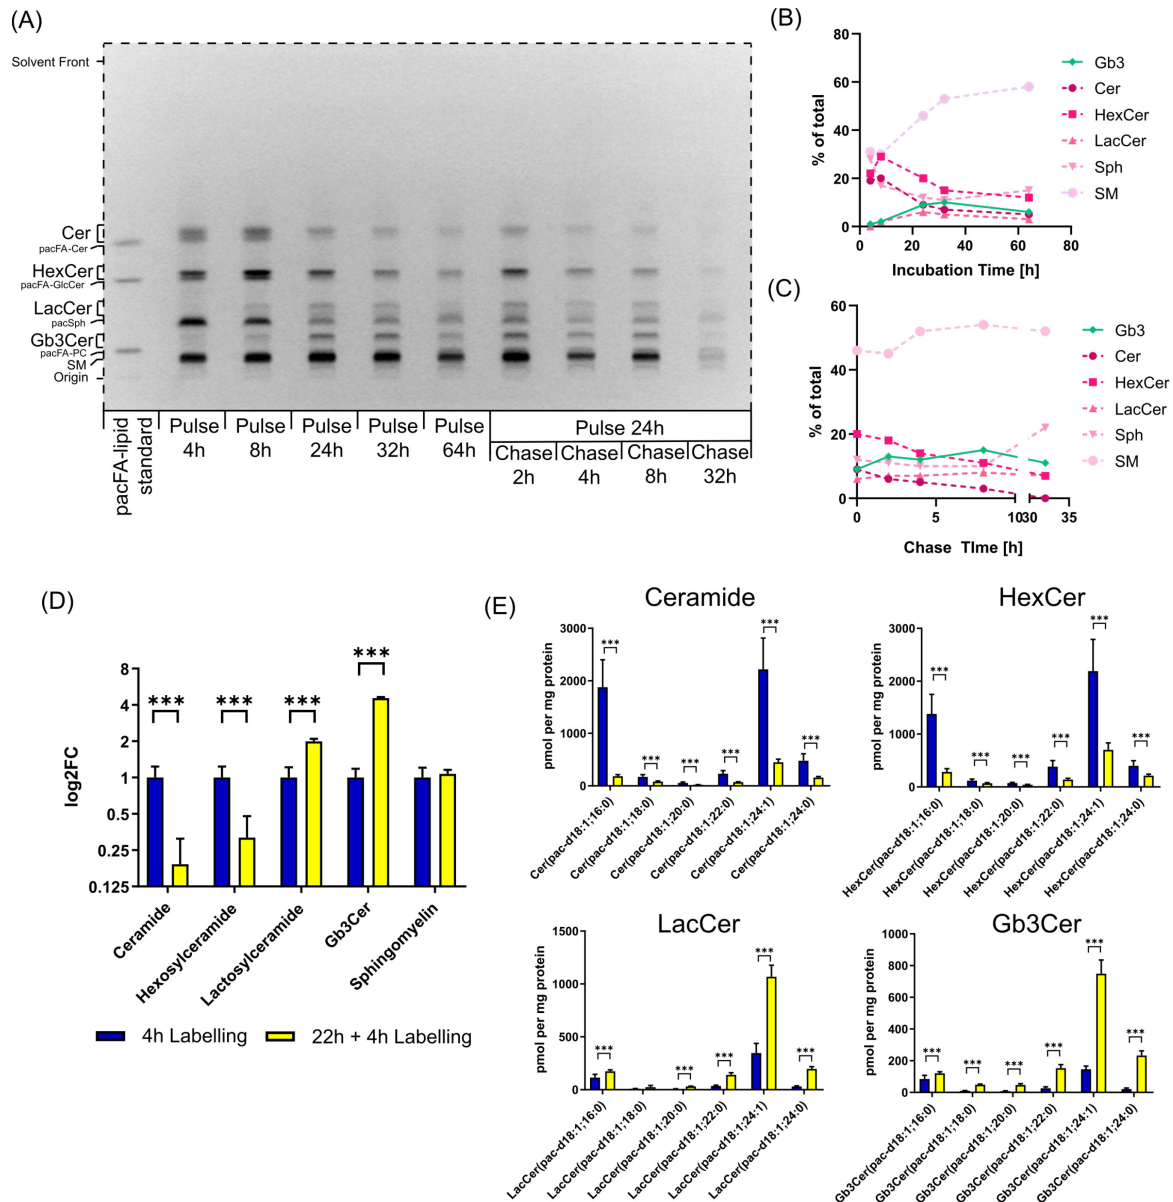 (A)
Solvent Front
Cer
pacFA-Cer
HexCer
pacFA-GlcCer
LacCer
pacSph
Gb3Cer
pacFA-PC
SM
Origin
pacFA-lipid
standard
Pulse
4h
Pulse
8h
Pulse
24h
Pulse
32h
Pulse
64h
Pulse 24h
Chase
2h
Chase
4h
Chase
8h
Chase
32h
(B)
% of total
80
60
40
20
0
0 20 40 60 80
Incubation Time [h]
Gb3
Cer
HexCer
LacCer
Sph
SM
(C)
% of total
60
40
20
0
0 5 10 30 35
Chase TIme [h]
Gb3
Cer
HexCer
LacCer
Sph
SM
(D)
log2FC
8
4
2
1
0.5
0.25
0.125
*** *** *** ***
Ceramide
Hexosylceramide
Lactosylceramide
Gb3Cer
Sphingomyelin
4h Labelling
22h + 4h Labelling
(E)
Ceramide
pmol per mg protein
3000
2000
1000
500
0
*** *** *** *** *** ***
Cer(pac-d18:1;16:0)
Cer(pac-d18:1;18:0)
Cer(pac-d18:1;20:0)
Cer(pac-d18:1;22:0)
Cer(pac-d18:1;24:1)
Cer(pac-d18:1;24:0)
HexCer
pmol per mg protein
3000
2000
1000
500
0
*** *** *** *** *** ***
HexCer(pac-d18:1;16:0)
HexCer(pac-d18:1;18:0)
HexCer(pac-d18:1;20:0)
HexCer(pac-d18:1;22:0)
HexCer(pac-d18:1;24:1)
HexCer(pac-d18:1;24:0)
LacCer
pmol per mg protein
1500
1000
500
0
*** *** *** *** ***
LacCer(pac-d18:1;16:0)
LacCer(pac-d18:1;18:0)
LacCer(pac-d18:1;20:0)
LacCer(pac-d18:1;22:0)
LacCer(pac-d18:1;24:1)
LacCer(pac-d18:1;24:0)
Gb3Cer
pmol per mg protein
1000
800
600
400
200
0
*** *** *** *** *** ***
Gb3Cer(pac-d18:1;16:0)
Gb3Cer(pac-d18:1;18:0)
Gb3Cer(pac-d18:1;20:0)
Gb3Cer(pac-d18:1;22:0)
Gb3Cer(pac-d18:1;24:1)
Gb3Cer(pac-d18:1;24:0)